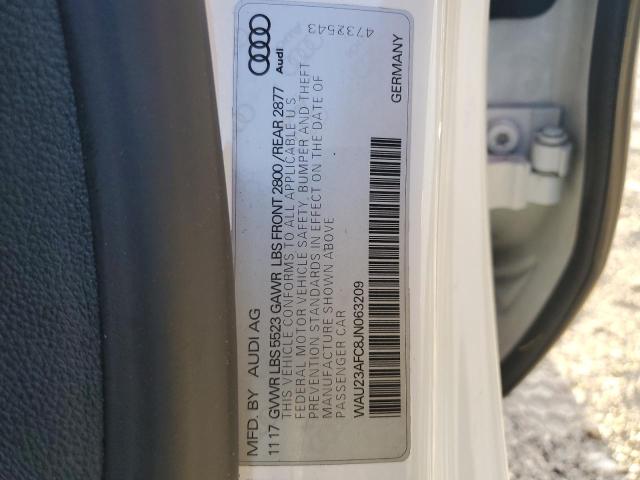 MFD. BY AUDI AG
11 17 GVWR LBS 5523 GAWR LBS FRONT 2800 / REAR 2877
THIS VEHICLE CONFORMS TO ALL APPLICABLE U S
FEDERAL MOTOR VEHICLE SAFETY, BUMPER AND THEFT
PREVENTION STANDARDS IN EFFECT ON THE DATE OF
MANUFACTURE SHOWN ABOVE
PASSENGER CAR
WAU23AFC8JN063209
GERMANY
Audi
4732543